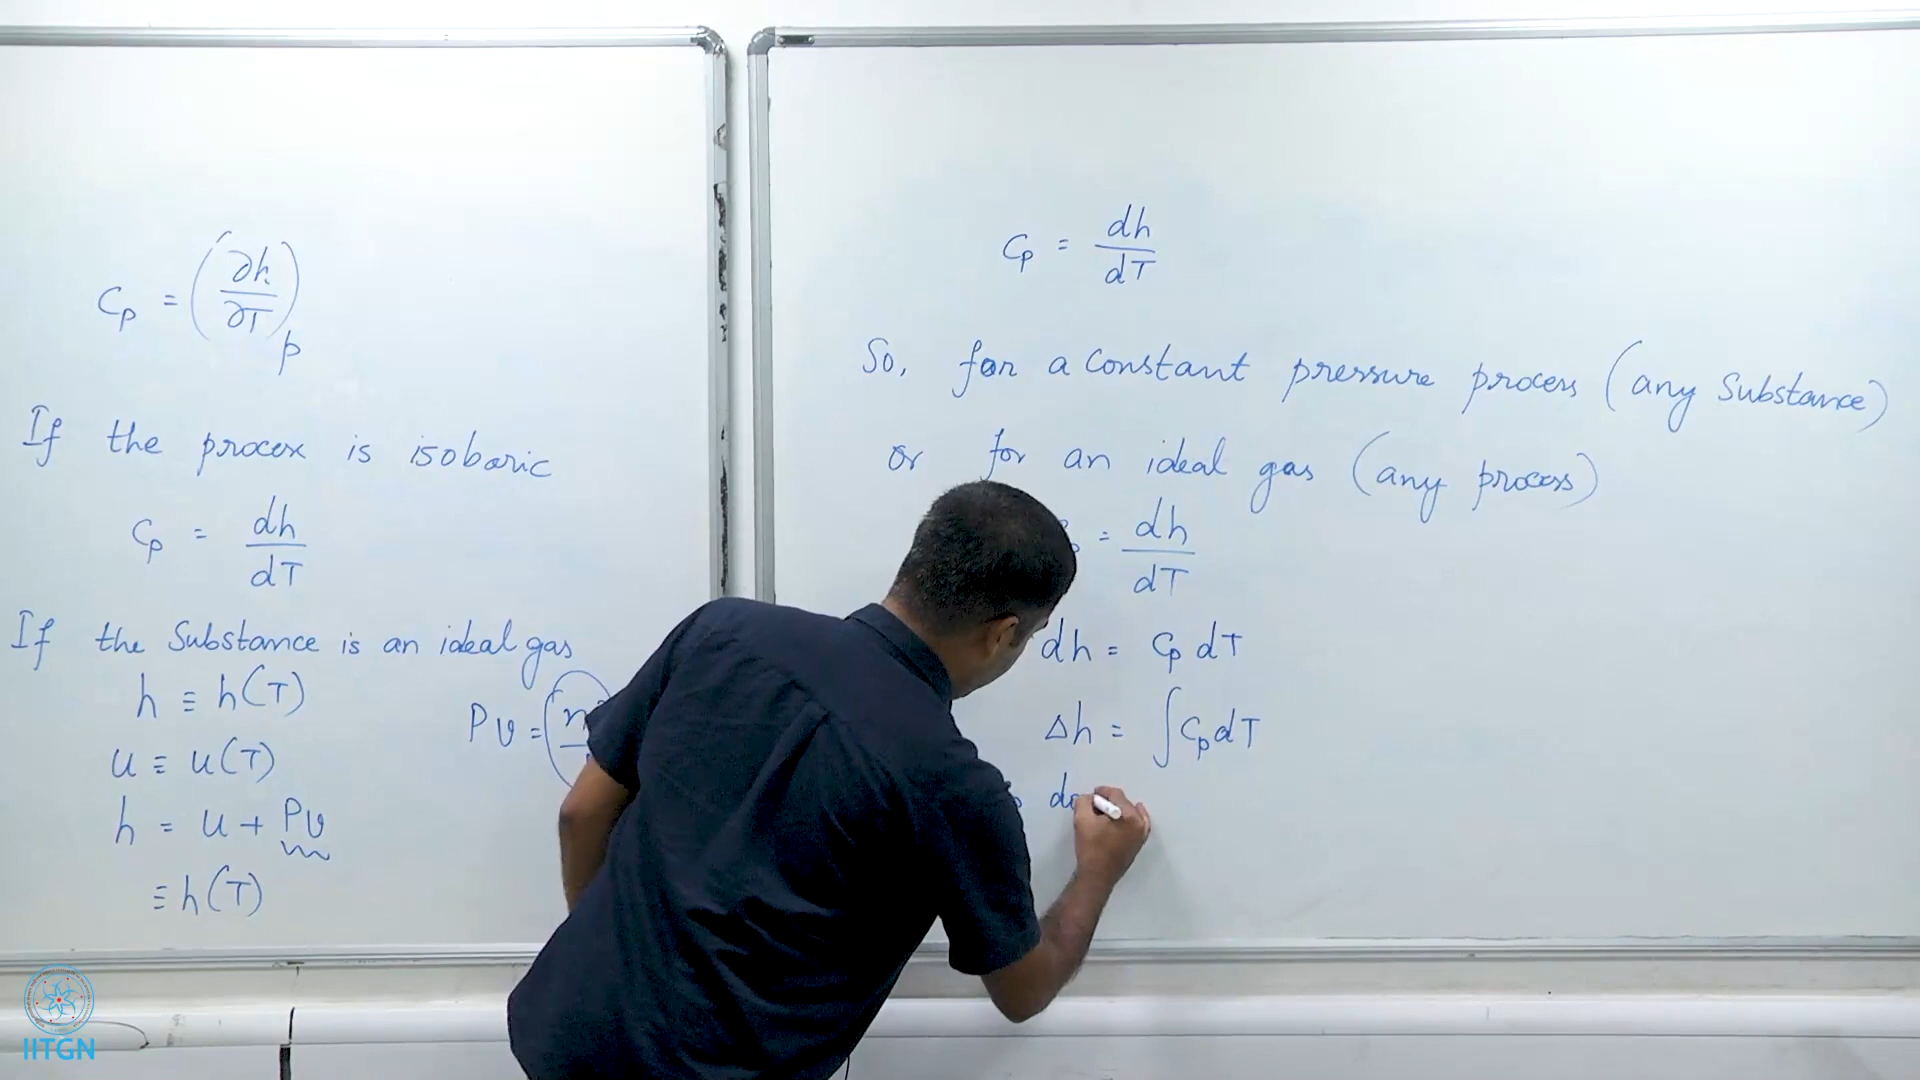 Cp = (∂h/∂T)p
If the process is isobaric
Cp = dh/dT
If the Substance is an ideal gas
h ≡ h(T)
u ≡ u(T)
Pv =
h = u + Pv
≡ h(T)
Cp = dh/dT
So, for a constant pressure process (any Substance)
or for an ideal gas (any process)
= dh/dT
dh = Cp dT
Δh = ∫Cp dT
IITGN